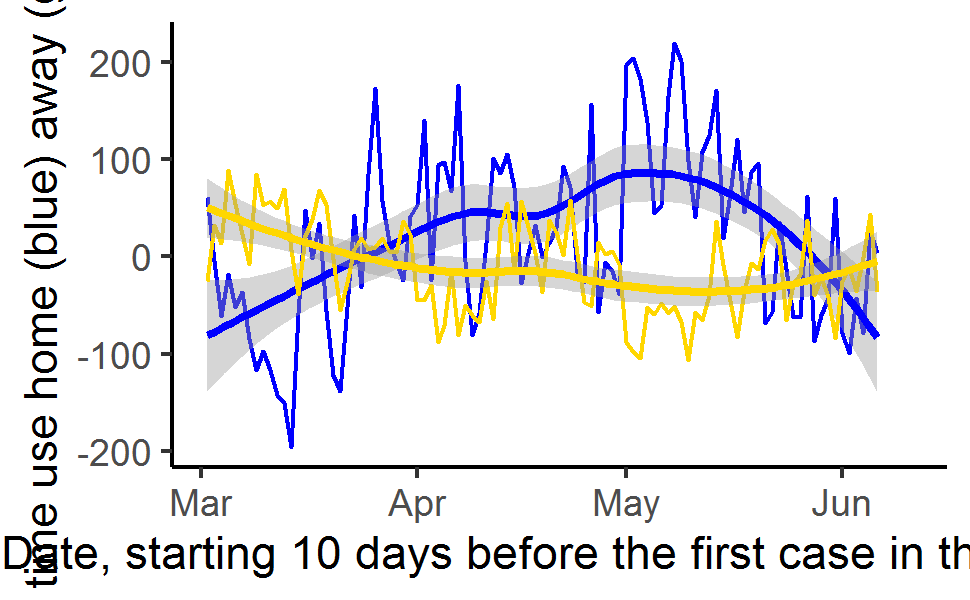 time use home (blue) away (
200
100
0
-100
-200
Mar Apr May Jun
Date, starting 10 days before the first case in th